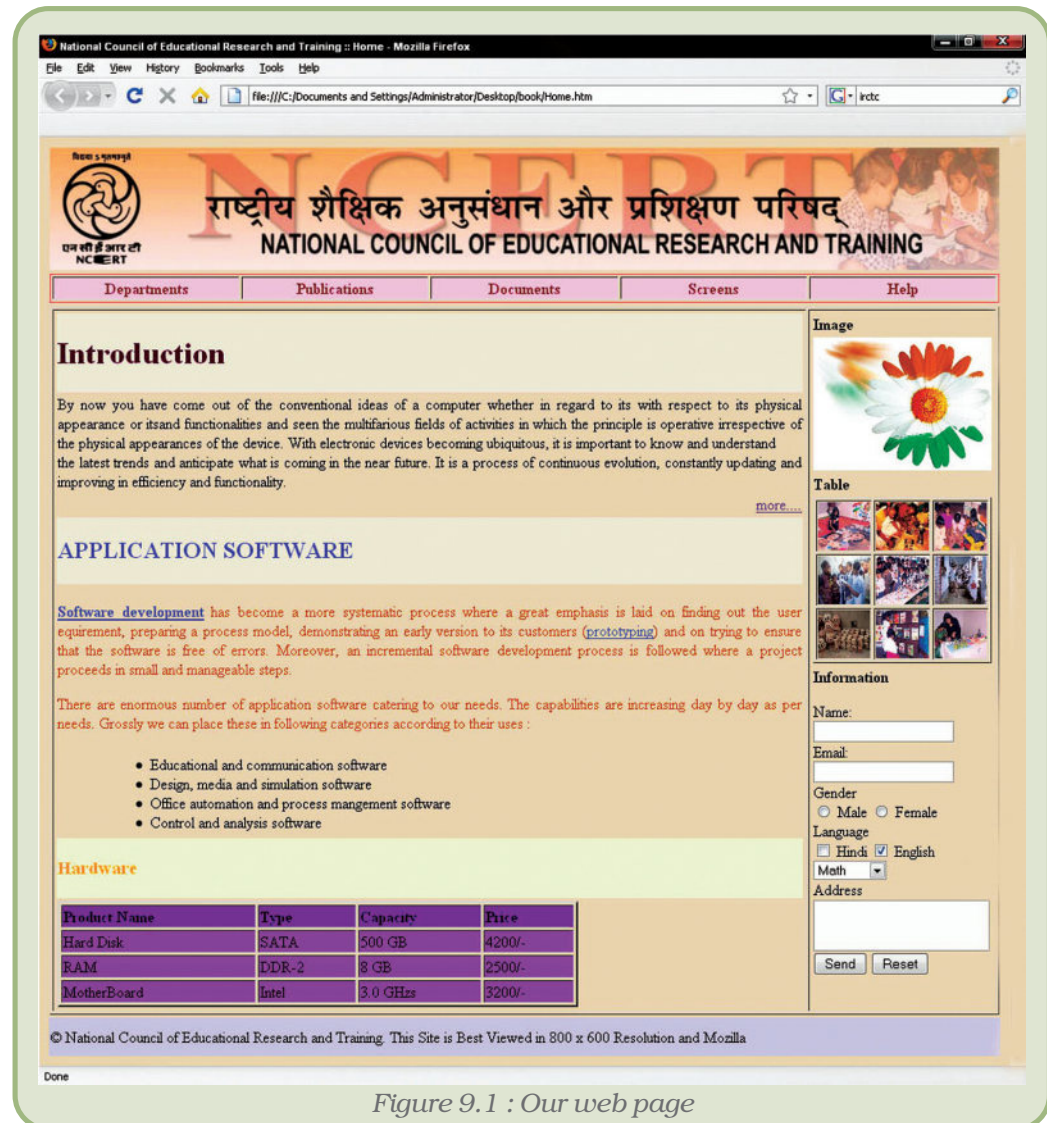 National Council of Educational Research and Training :: Home - Mozilla Firefox
File Edit View History Bookmarks Tools Help
file:///C:/Documents and Settings/Administrator/Desktop/book/Home.htm
irctc
NCERT
एन सी ई आर टी
NCERT
राष्ट्रीय शैक्षिक अनुसंधान और प्रशिक्षण परिषद्
NATIONAL COUNCIL OF EDUCATIONAL RESEARCH AND TRAINING
Departments Publications Documents Screens Help
Introduction
By now you have come out of the conventional ideas of a computer whether in regard to its with respect to its physical
appearance or itsand functionalities and seen the multifarious fields of activities in which the principle is operative irrespective of
the physical appearances of the device. With electronic devices becoming ubiquitous, it is important to know and understand
the latest trends and anticipate what is coming in the near future. It is a process of continuous evolution, constantly updating and
improving in efficiency and functionality.
more....
APPLICATION SOFTWARE
Software development has become a more systematic process where a great emphasis is laid on finding out the user
equirement, preparing a process model, demonstrating an early version to its customers (prototyping) and on trying to ensure
that the software is free of errors. Moreover, an incremental software development process is followed where a project
proceeds in small and manageable steps.
There are enormous number of application software catering to our needs. The capabilities are increasing day by day as per
needs. Grossly we can place these in following categories according to their uses :
● Educational and communication software
● Design, media and simulation software
● Office automation and process mangement software
● Control and analysis software
Hardware
Product Name Type Capacity Price
Hard Disk SATA 500 GB 4200/-
RAM DDR-2 8 GB 2500/-
MotherBoard Intel 3.0 GHzs 3200/-
Image
Table
Information
Name:
Email:
Gender
Male Female
Language
Hindi English
Math
Address
Send Reset
© National Council of Educational Research and Training. This Site is Best Viewed in 800 x 600 Resolution and Mozilla
Done
Figure 9.1 : Our web page